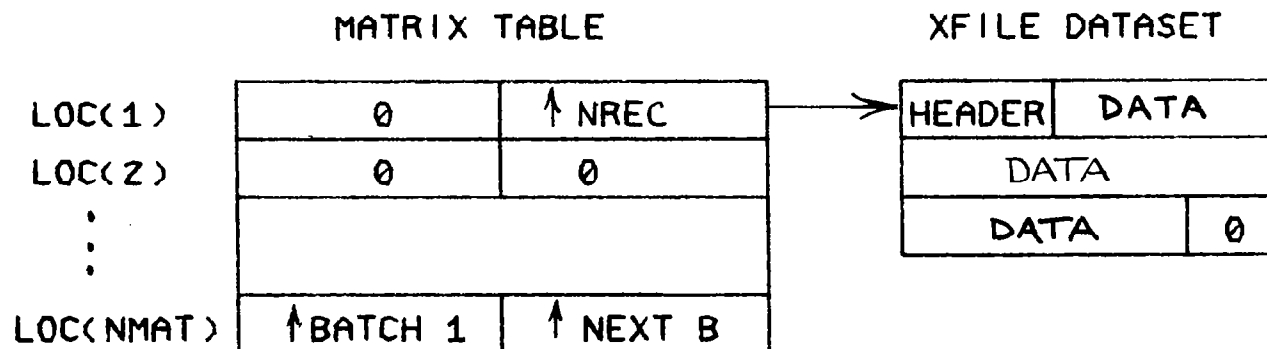 MATRIX TABLE XFILE DATASET
LOC(1) 0 ↑ NREC HEADER DATA
LOC(2) 0 0 DATA
DATA 0
LOC(NMAT) ↑BATCH 1 ↑ NEXT B